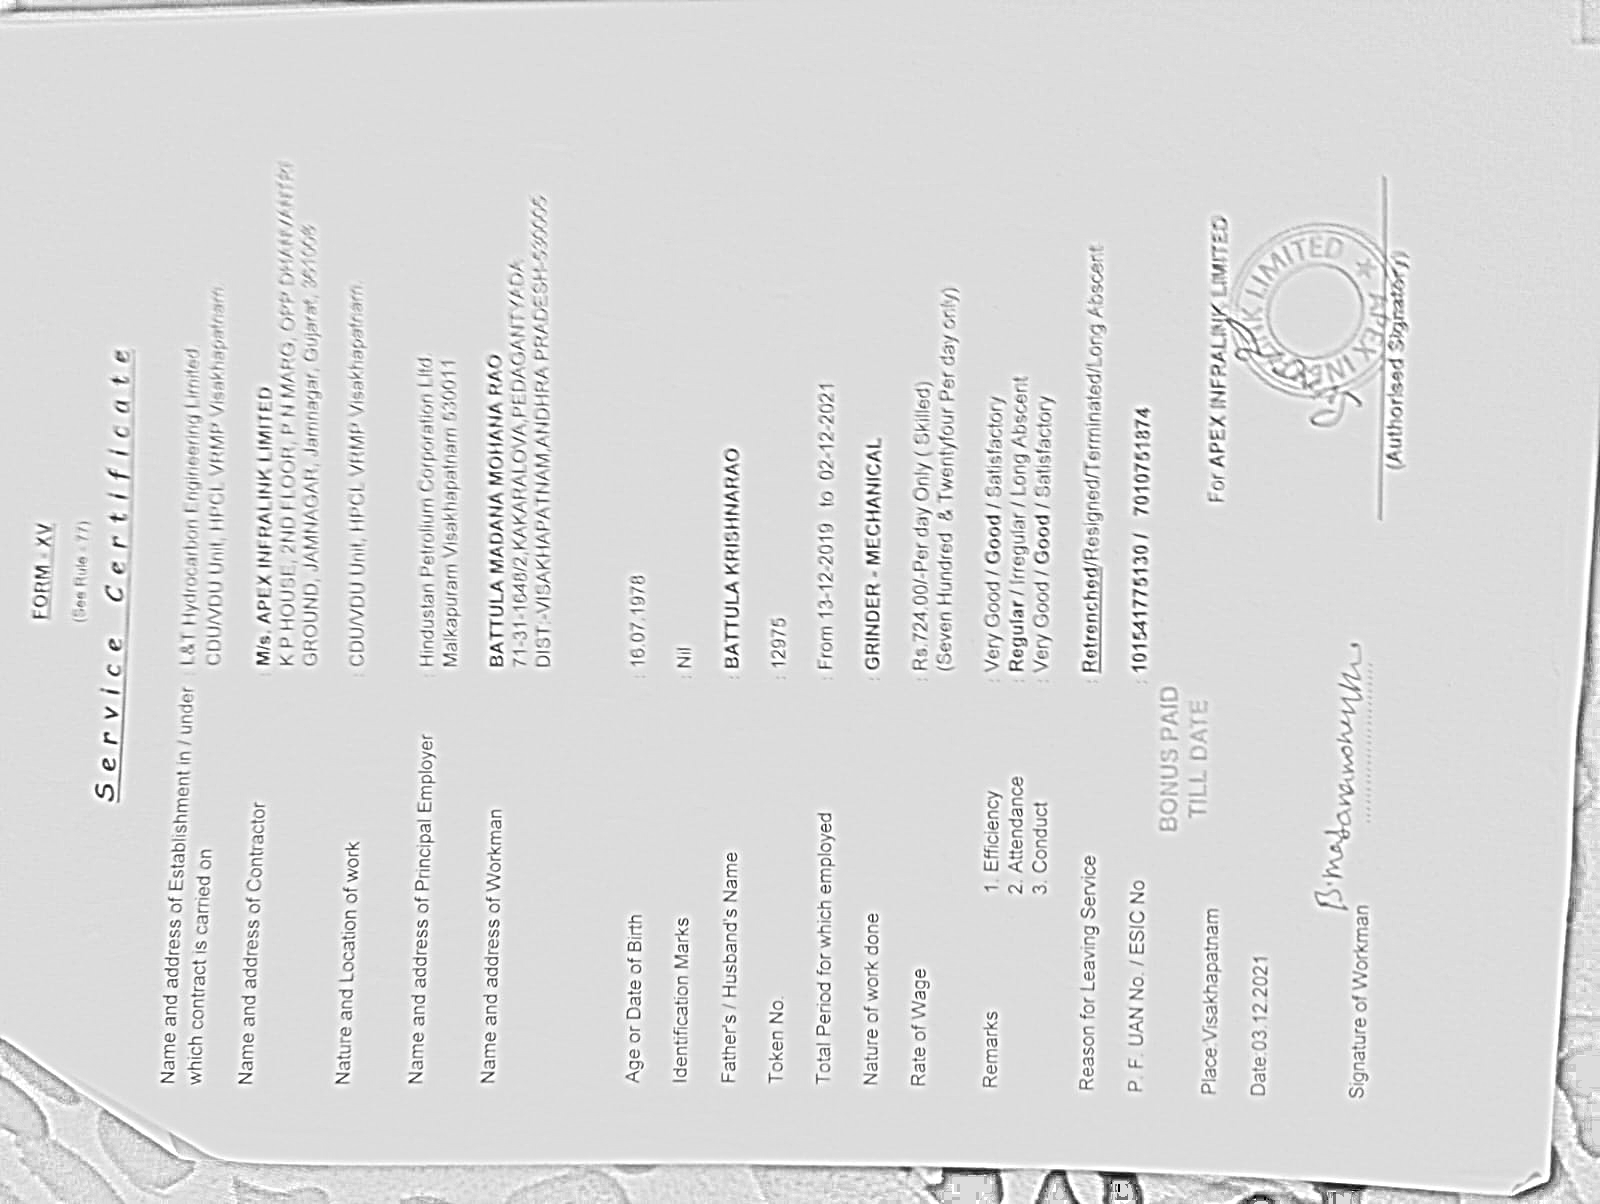 FORM - XV
(See Rule - 77)
Service Certificate
Name and address of Establishment in / under : L&T Hydrocarbon Engineering Limited
which contract is carried on CDU/VDU Unit, HPCL VRMP Visakhapatnam.
Name and address of Contractor : M/s. APEX INFRALINK LIMITED
K P HOUSE, 2ND FLOOR, P N MARG, OPP DHANVANTRI
GROUND, JAMNAGAR, Jamnagar, Gujarat, 361008
Nature and Location of work : CDU/VDU Unit, HPCL VRMP Visakhapatnam.
Name and address of Principal Employer : Hindustan Petrolium Corporation Ltd.
Malkapuram Visakhapatnam 530011
Name and address of Workman : BATTULA MADANA MOHANA RAO
71-31-1648/2,KAKARALOVA,PEDAGANTYADA
DIST:-VISAKHAPATNAM,ANDHRA PRADESH-530005
Age or Date of Birth : 16.07.1978
Identification Marks : Nil
Father's / Husband's Name : BATTULA KRISHNARAO
Token No. : 12975
Total Period for which employed : From 13-12-2019 to 02-12-2021
Nature of work done : GRINDER - MECHANICAL
Rate of Wage : Rs.724.00/-Per day Only ( Skilled)
(Seven Hundred & Twentyfour Per day only)
Remarks 1. Efficiency : Very Good / Good / Satisfactory
2. Attendance : Regular / Irregular / Long Abscent
3. Conduct : Very Good / Good / Satisfactory
Reason for Leaving Service : Retrenched/Resigned/Terminated/Long Abscent
P. F. UAN No. / ESIC No : 101541775130 / 7010751874
BONUS PAID
TILL DATE
Place:Visakhapatnam For APEX INFRALINK LIMITED
Date:03.12.2021
APEX INFRALINK LIMITED
Signature of Workman B. madanamohan
(Authorised Signatory)